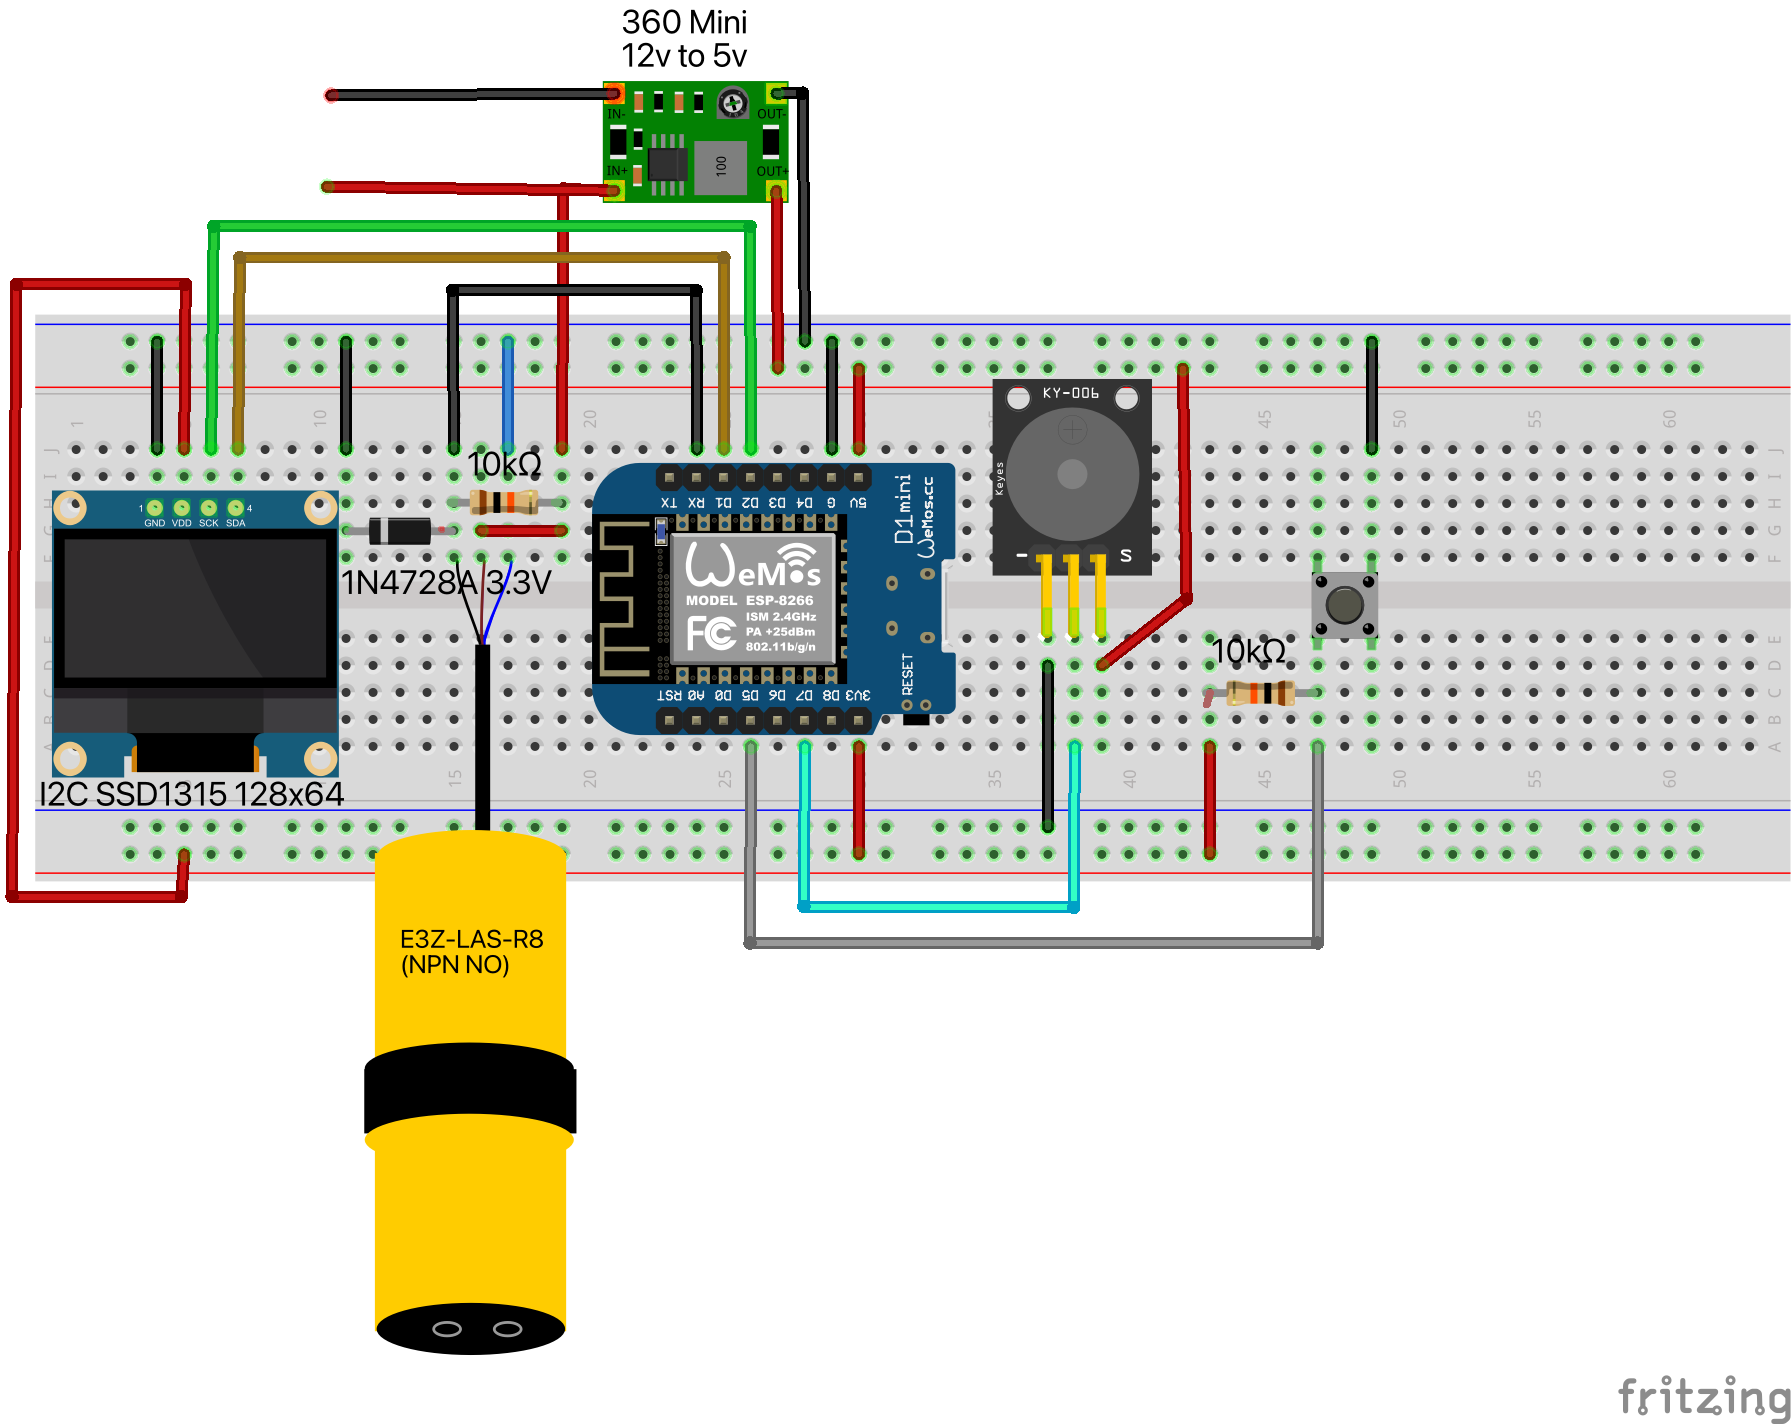 360 Mini
12v to 5v
IN-
OUT-
IN+
OUT+
100
1
10
20
35
45
50
55
60
J
J
I
I
H
H
G
F
F
10kΩ
1
4
GND
VDD
SCK
SDA
1N4728A 3.3V
TX
RX
D1
D2
D3
D4
G
5V
D1 mini
WeMos.cc
WeMos
MODEL ESP-8266
ISM 2.4GHz
PA +25dBm
802.11b/g/n
FC
RESET
RST
A0
D0
D5
D6
D7
D8
3V3
KY-006
Keyes
-
S
10kΩ
E
E
D
D
C
C
B
B
A
A
15
20
25
35
40
45
50
55
60
I2C SSD1315 128x64
E3Z-LAS-R8
(NPN NO)
fritzing